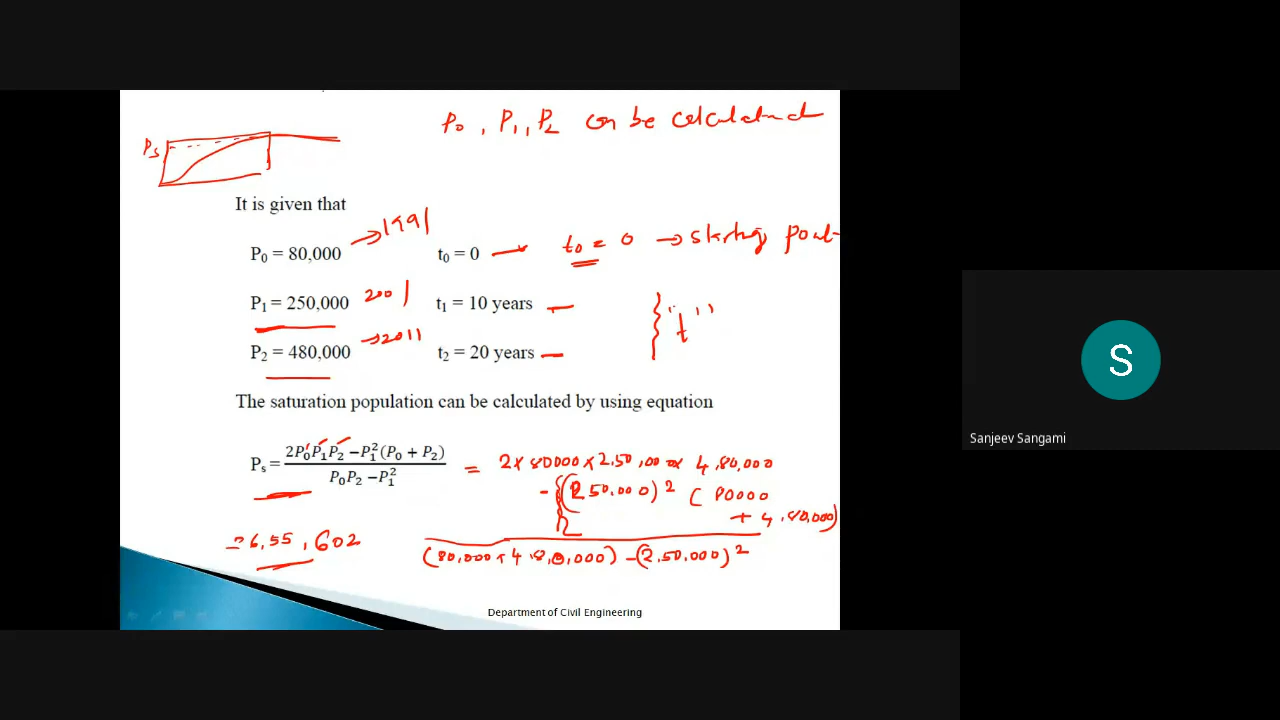 P₀, P₁, P₂ can be calculated
Ps
It is given that
P₀ = 80,000 → 1991 t₀ = 0 t₀ = 0 → starting point
P₁ = 250,000 2001 t₁ = 10 years } "t"
P₂ = 480,000 → 2011 t₂ = 20 years
The saturation population can be calculated by using equation
Pₛ = 2P₀P₁P₂ − P₁²(P₀ + P₂) = 2 × 80000 × 2,50,000 × 4,80,000
P₀P₂ − P₁² - {(250,000)² (80000
+ 4,80,000)
= 6,55,602 (80,000 × 4,80,000) − (2,50,000)²
Department of Civil Engineering
S
Sanjeev Sangami